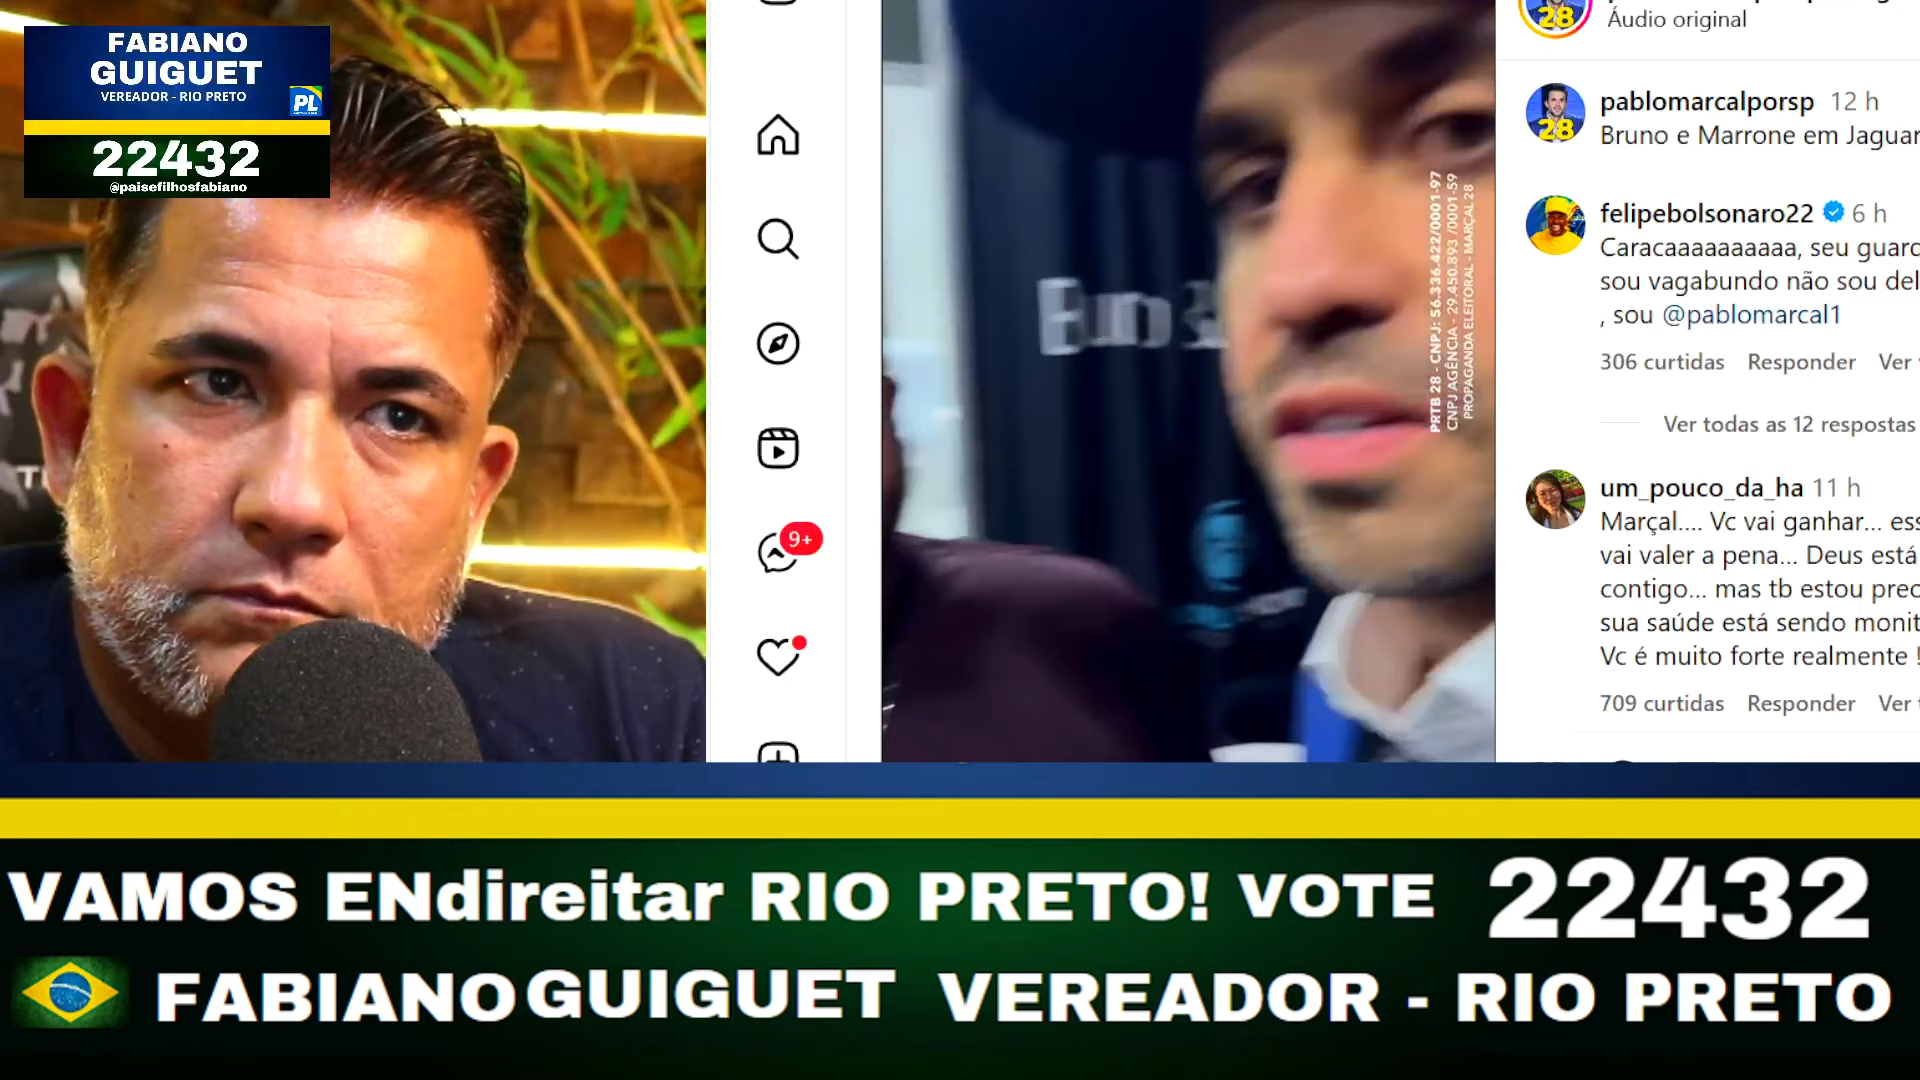 FABIANO
GUIGUET
VEREADOR - RIO PRETO
PL
22432
@paisefilhosfabiano
9+
PRTB 28 - CNPJ: 56.336.422/0001-97
CNPJ AGÊNCIA - 29.450.893 /0001-59
PROPAGANDA ELEITORAL - MARÇAL 28
28
Áudio original
28
pablomarcalporsp 12 h
Bruno e Marrone em Jaguar
felipebolsonaro22 6 h
Caracaaaaaaaaaa, seu guard
sou vagabundo não sou del
, sou @pablomarcal1
306 curtidas Responder Ver
Ver todas as 12 respostas
um_pouco_da_ha 11 h
Marçal.... Vc vai ganhar... ess
vai valer a pena... Deus está
contigo... mas tb estou prec
sua saúde está sendo monit
Vc é muito forte realmente !
709 curtidas Responder Ver
VAMOS ENdireitar RIO PRETO! VOTE 22432
FABIANO GUIGUET VEREADOR - RIO PRETO